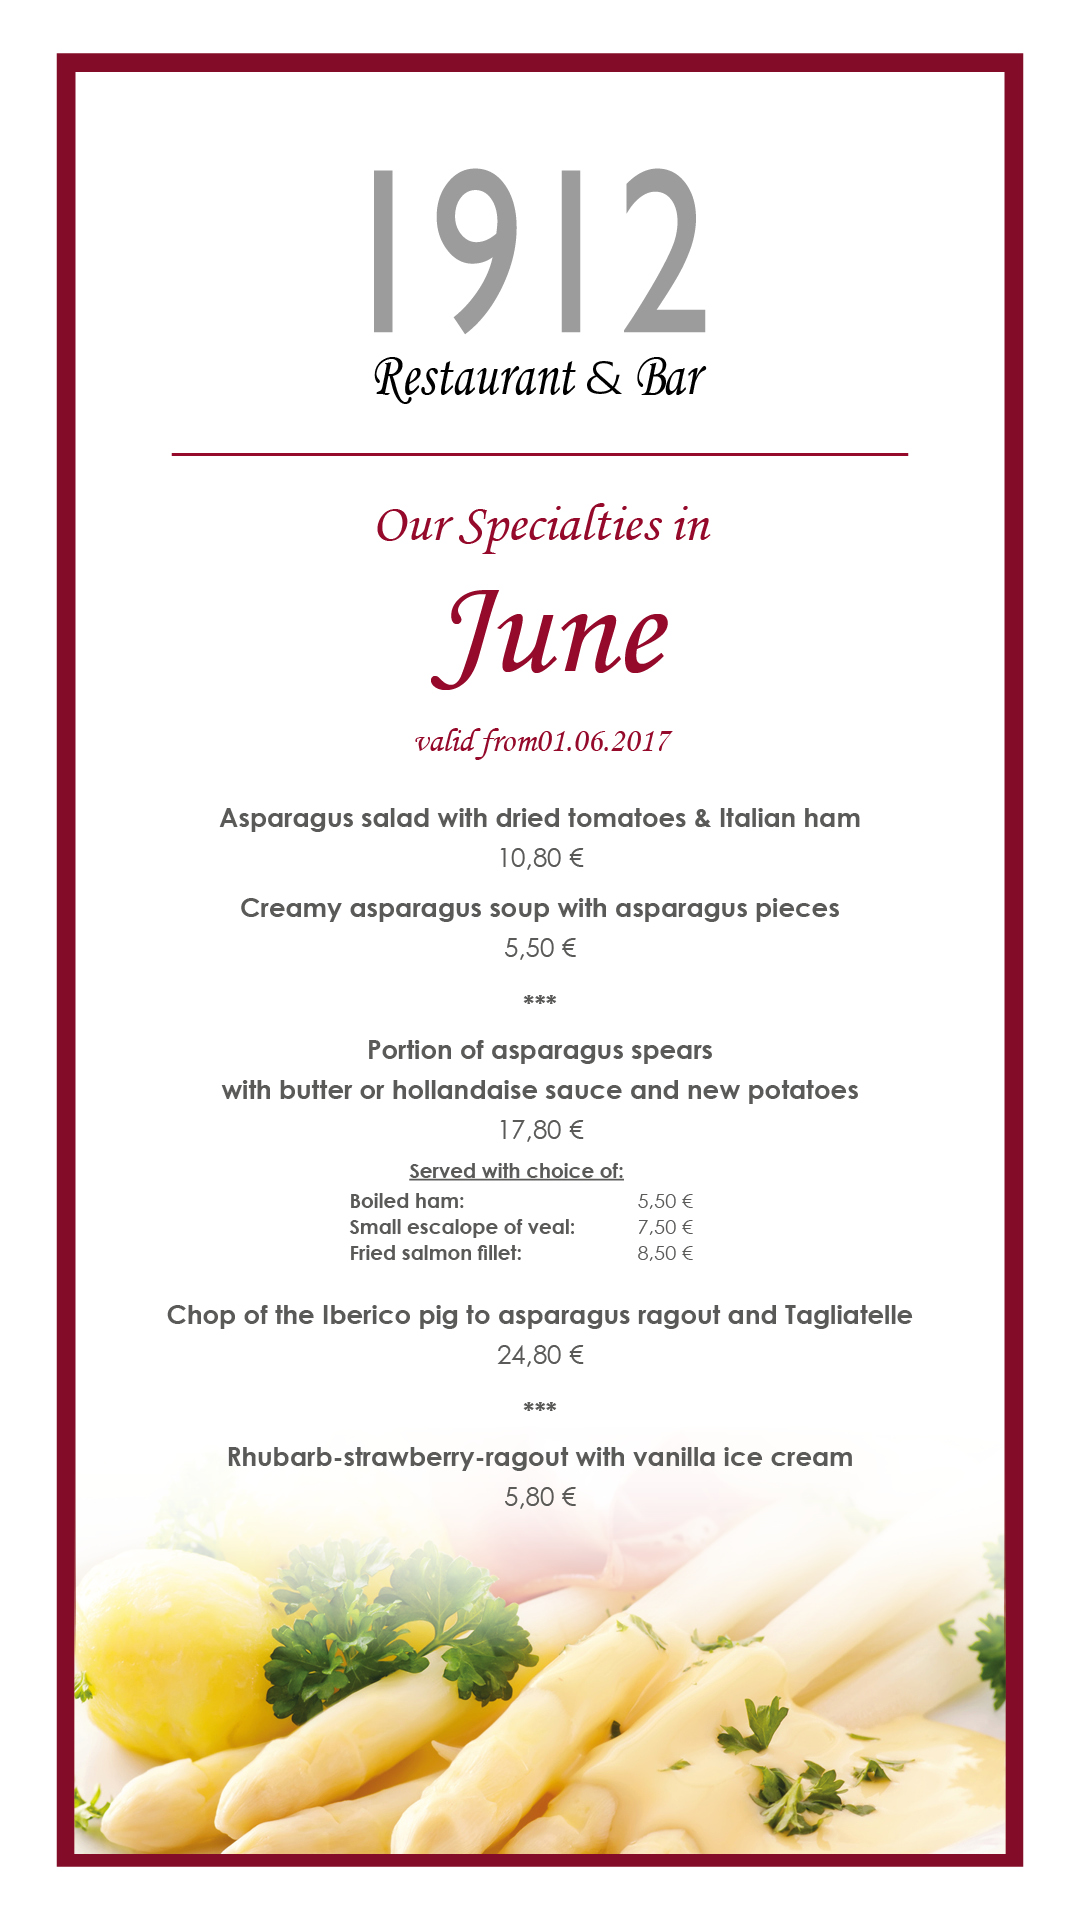 1912
Restaurant & Bar
Our Specialties in
June
valid from01.06.2017
Asparagus salad with dried tomatoes & Italian ham
10,80 €
Creamy asparagus soup with asparagus pieces
5,50 €
***
Portion of asparagus spears
with butter or hollandaise sauce and new potatoes
17,80 €
Served with choice of:
Boiled ham: 5,50 €
Small escalope of veal: 7,50 €
Fried salmon fillet: 8,50 €
Chop of the Iberico pig to asparagus ragout and Tagliatelle
24,80 €
***
Rhubarb-strawberry-ragout with vanilla ice cream
5,80 €